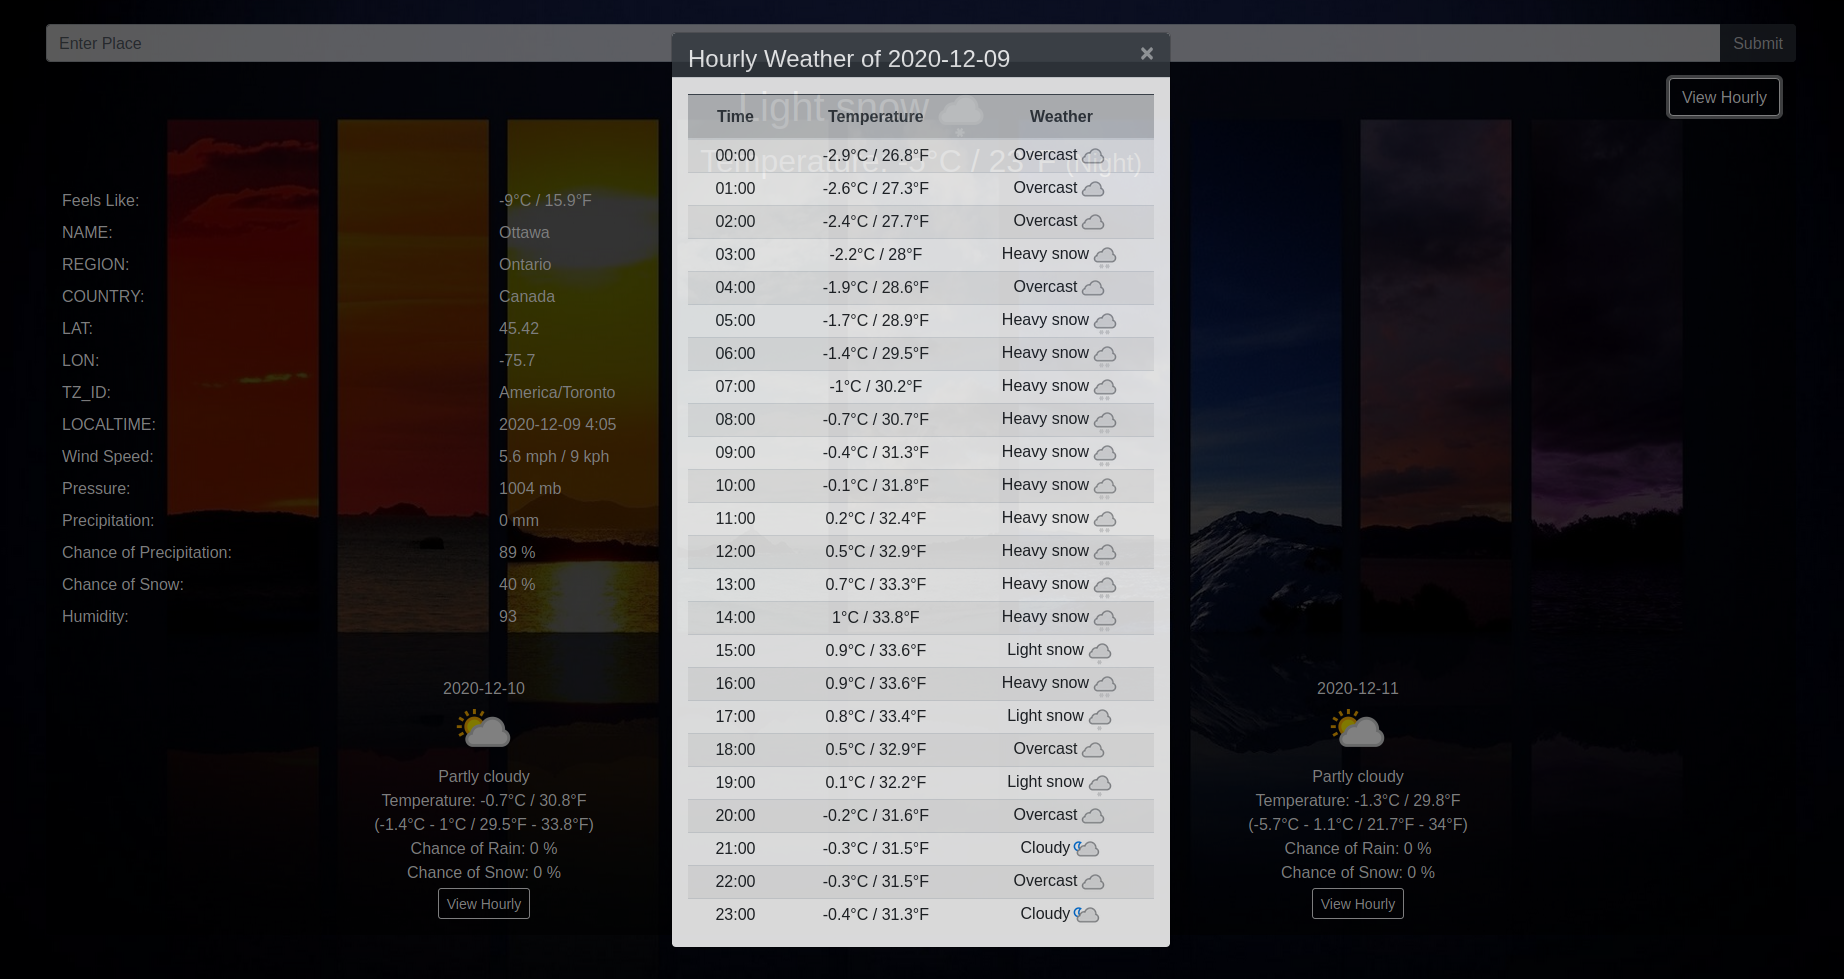 Enter Place
Submit
View Hourly
Hourly Weather of 2020-12-09
×
Light snow
Temperature: -5°C / 23°F (Night)
Time Temperature Weather
00:00 -2.9°C / 26.8°F Overcast
01:00 -2.6°C / 27.3°F Overcast
02:00 -2.4°C / 27.7°F Overcast
03:00 -2.2°C / 28°F Heavy snow
04:00 -1.9°C / 28.6°F Overcast
05:00 -1.7°C / 28.9°F Heavy snow
06:00 -1.4°C / 29.5°F Heavy snow
07:00 -1°C / 30.2°F Heavy snow
08:00 -0.7°C / 30.7°F Heavy snow
09:00 -0.4°C / 31.3°F Heavy snow
10:00 -0.1°C / 31.8°F Heavy snow
11:00 0.2°C / 32.4°F Heavy snow
12:00 0.5°C / 32.9°F Heavy snow
13:00 0.7°C / 33.3°F Heavy snow
14:00 1°C / 33.8°F Heavy snow
15:00 0.9°C / 33.6°F Light snow
16:00 0.9°C / 33.6°F Heavy snow
17:00 0.8°C / 33.4°F Light snow
18:00 0.5°C / 32.9°F Overcast
19:00 0.1°C / 32.2°F Light snow
20:00 -0.2°C / 31.6°F Overcast
21:00 -0.3°C / 31.5°F Cloudy
22:00 -0.3°C / 31.5°F Overcast
23:00 -0.4°C / 31.3°F Cloudy
Feels Like: -9°C / 15.9°F
NAME: Ottawa
REGION: Ontario
COUNTRY: Canada
LAT: 45.42
LON: -75.7
TZ_ID: America/Toronto
LOCALTIME: 2020-12-09 4:05
Wind Speed: 5.6 mph / 9 kph
Pressure: 1004 mb
Precipitation: 0 mm
Chance of Precipitation: 89 %
Chance of Snow: 40 %
Humidity: 93
2020-12-10
Partly cloudy
Temperature: -0.7°C / 30.8°F
(-1.4°C - 1°C / 29.5°F - 33.8°F)
Chance of Rain: 0 %
Chance of Snow: 0 %
View Hourly
2020-12-11
Partly cloudy
Temperature: -1.3°C / 29.8°F
(-5.7°C - 1.1°C / 21.7°F - 34°F)
Chance of Rain: 0 %
Chance of Snow: 0 %
View Hourly